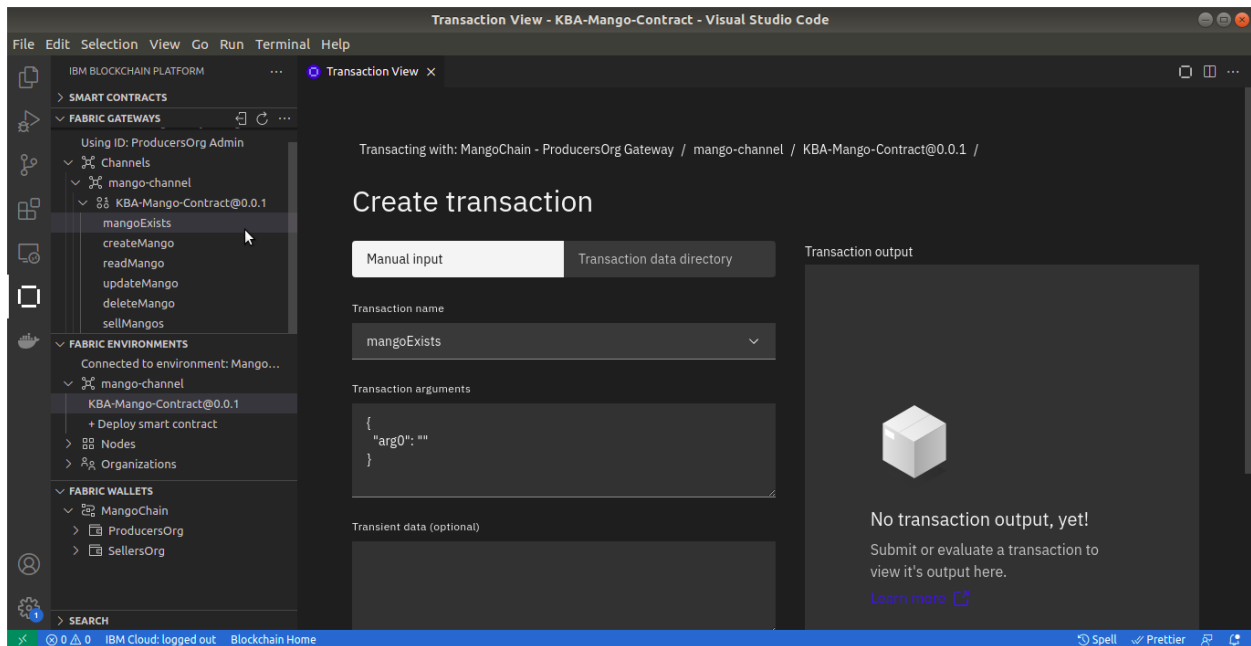 Transaction View - KBA-Mango-Contract - Visual Studio Code
File Edit Selection View Go Run Terminal Help
IBM BLOCKCHAIN PLATFORM
SMART CONTRACTS
FABRIC GATEWAYS
Using ID: ProducersOrg Admin
Channels
mango-channel
KBA-Mango-Contract@0.0.1
mangoExists
createMango
readMango
updateMango
deleteMango
sellMangos
FABRIC ENVIRONMENTS
Connected to environment: Mango...
mango-channel
KBA-Mango-Contract@0.0.1
+ Deploy smart contract
Nodes
Organizations
FABRIC WALLETS
MangoChain
ProducersOrg
SellersOrg
SEARCH
Transaction View
Transacting with: MangoChain - ProducersOrg Gateway / mango-channel / KBA-Mango-Contract@0.0.1 /
Create transaction
Manual input
Transaction data directory
Transaction name
mangoExists
Transaction arguments
{
"arg0": ""
}
Transient data (optional)
Transaction output
No transaction output, yet!
Submit or evaluate a transaction to
view it's output here.
Learn more
1
0 0 IBM Cloud: logged out Blockchain Home
Spell Prettier